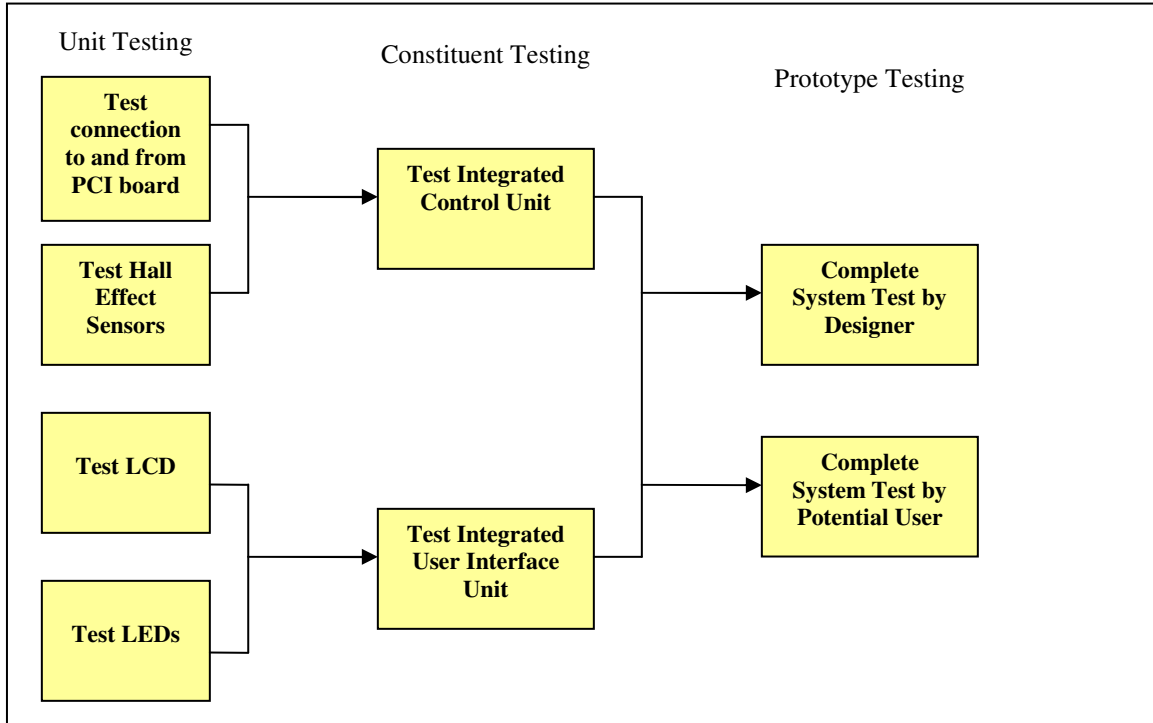 Unit Testing
Constituent Testing
Prototype Testing
Test
connection
to and from
PCI board
Test Hall
Effect
Sensors
Test LCD
Test LEDs
Test Integrated
Control Unit
Test Integrated
User Interface
Unit
Complete
System Test by
Designer
Complete
System Test by
Potential User